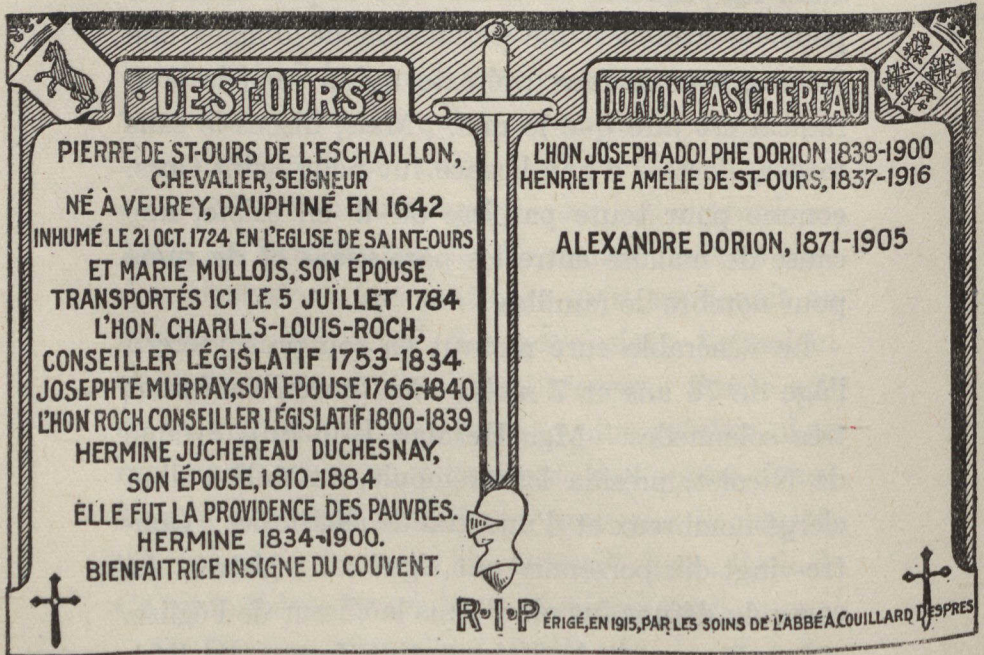 DE ST-OURS
PIERRE DE ST-OURS DE L'ESCHAILLON,
CHEVALIER, SEIGNEUR
NÉ À VEUREY, DAUPHINÉ EN 1642
INHUMÉ LE 21 OCT. 1724 EN L'EGLISE DE SAINT-OURS
ET MARIE MULLOIS, SON ÉPOUSE
TRANSPORTÉS ICI LE 5 JUILLET 1784
L'HON. CHARLLS-LOUIS-ROCH,
CONSEILLER LÉGISLATIF 1753-1834
JOSEPHTE MURRAY, SON EPOUSE 1766-1840
L'HON ROCH CONSEILLER LÉGISLATIF 1800-1839
HERMINE JUCHEREAU DUCHESNAY,
SON ÉPOUSE, 1810-1884
ELLE FUT LA PROVIDENCE DES PAUVRES.
HERMINE 1834-1900.
BIENFAITRICE INSIGNE DU COUVENT.
DORION-TASCHEREAU
L'HON JOSEPH ADOLPHE DORION 1838-1900
HENRIETTE AMÉLIE DE ST-OURS, 1837-1916
ALEXANDRE DORION, 1871-1905
R·I·P ÉRIGÉ, EN 1915, PAR LES SOINS DE L'ABBÉ A. COUILLARD DESPRES